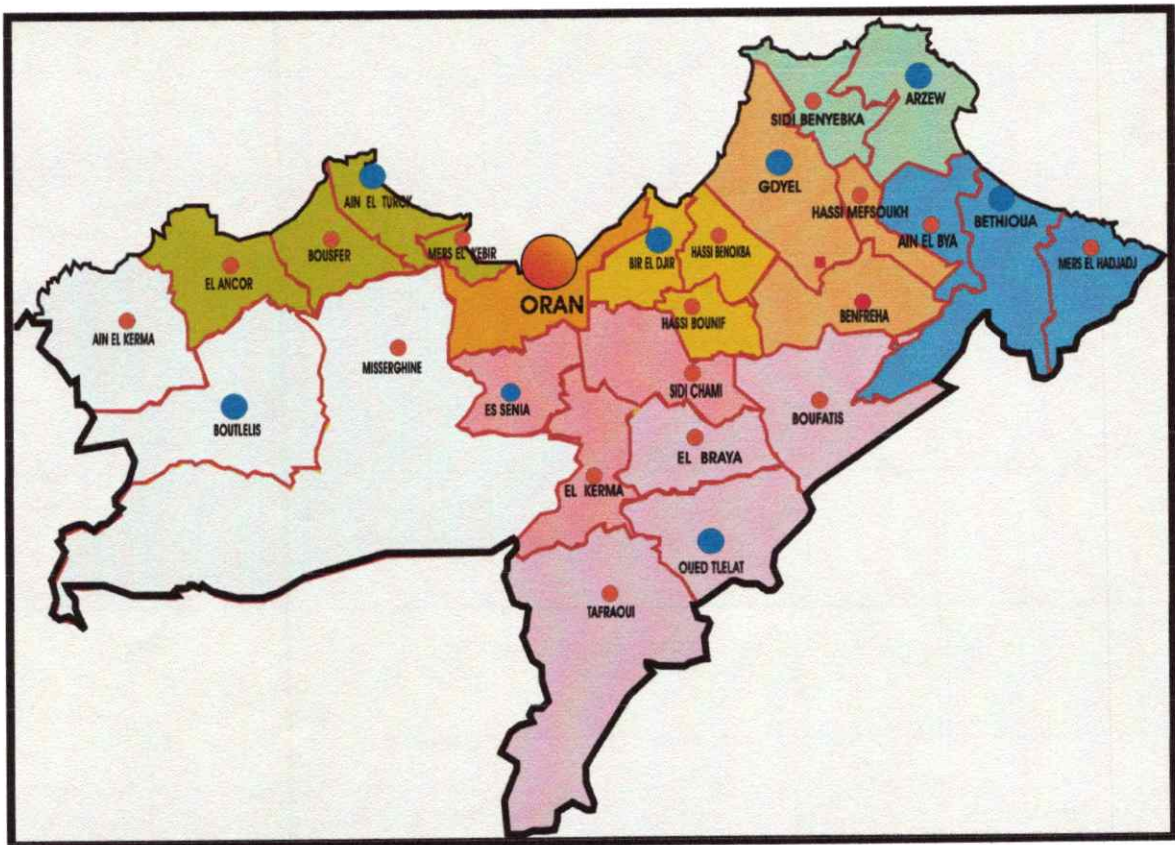 ARZEW
SIDI BENYEBKA
GDYEL
AIN EL TURCK
HASSI MEFSOUKH
BETHIOUA
AIN EL BYA
MERS EL KEBIR
BOUSFER
HASSI BENOKBA
BIR EL DJIR
MERS EL HADJADJ
EL ANCOR
ORAN
HASSI BOUNIF
BENFREHA
AIN EL KERMA
MISSERGHINE
SIDI CHAMI
ES SENIA
BOUFATIS
BOUTLELIS
EL BRAYA
EL KERMA
OUED TLELAT
TAFRAOUI